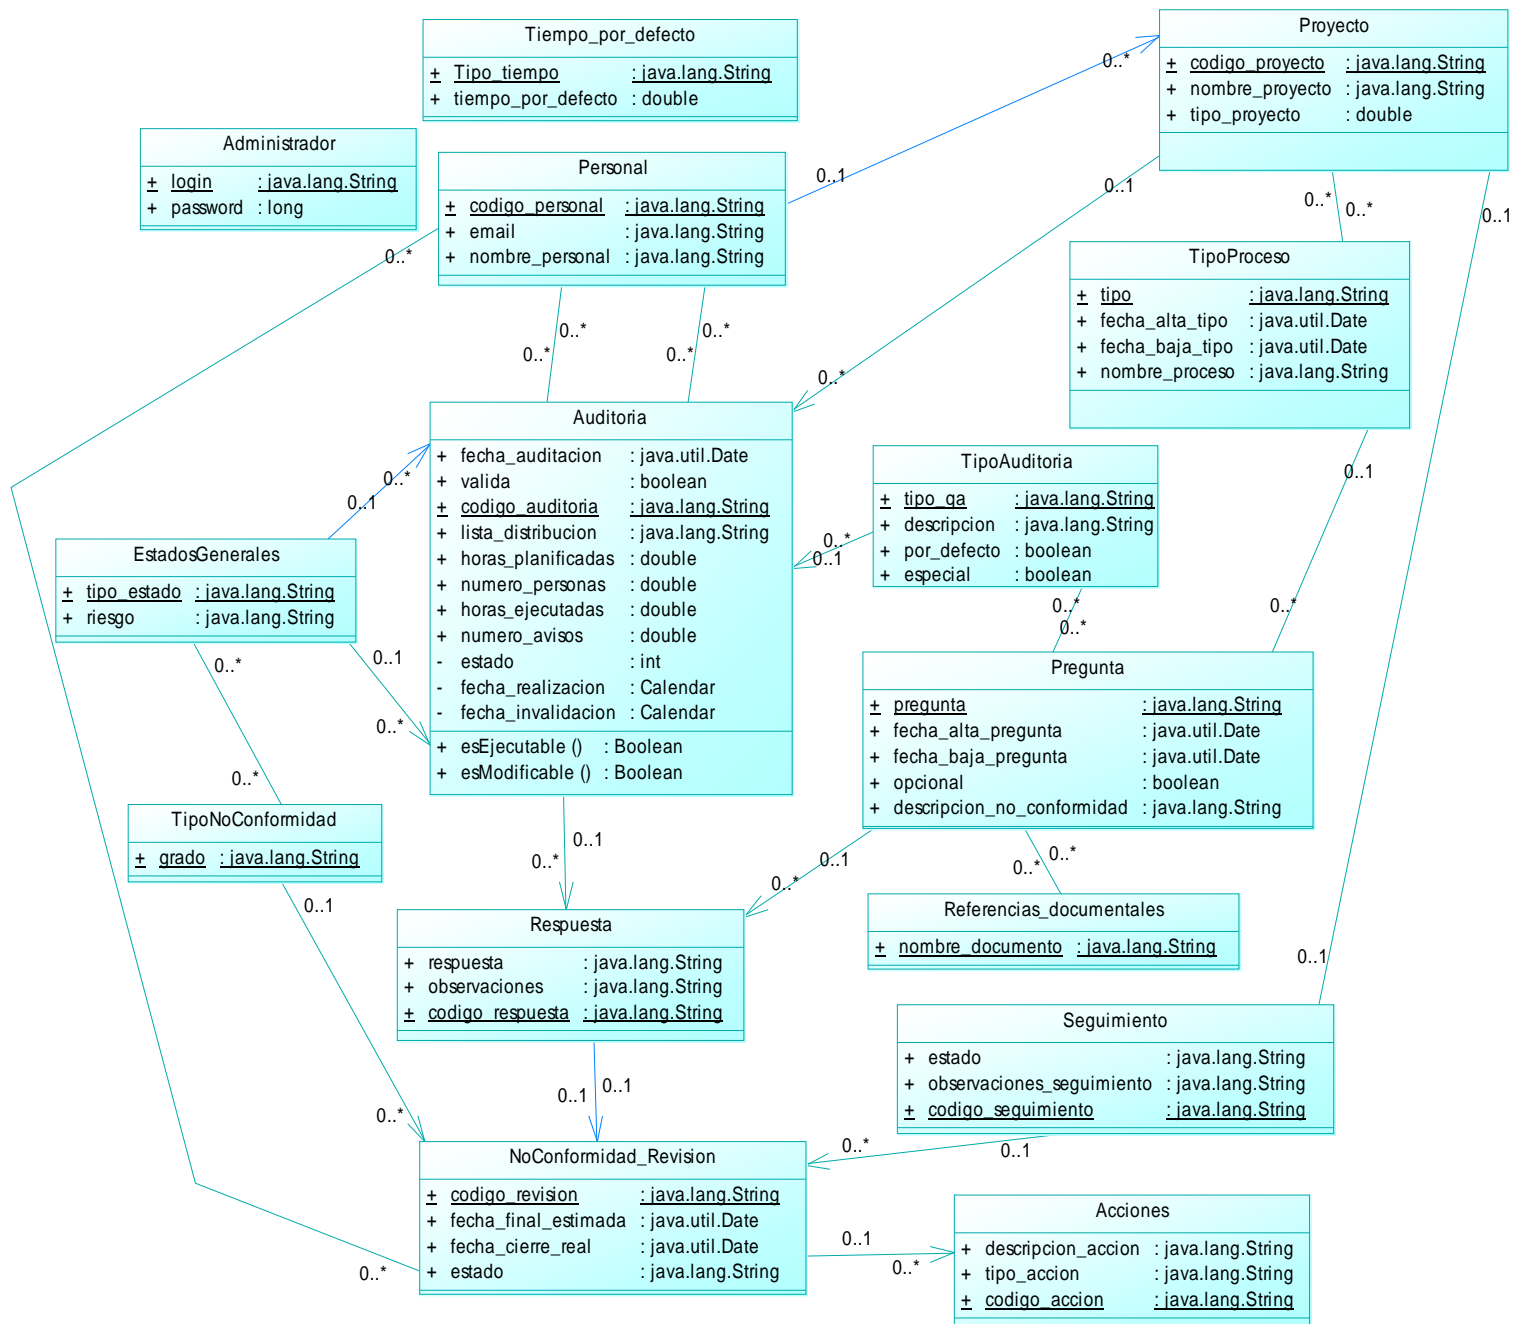 Tiempo_por_defecto
+ Tipo_tiempo : java.lang.String
+ tiempo_por_defecto : double
Proyecto
+ codigo_proyecto : java.lang.String
+ nombre_proyecto : java.lang.String
+ tipo_proyecto : double
Administrador
+ login : java.lang.String
+ password : long
Personal
+ codigo_personal : java.lang.String
+ email : java.lang.String
+ nombre_personal : java.lang.String
0..*
0..1
0..1
0..*
0..*
0..1
0..*
TipoProceso
+ tipo : java.lang.String
+ fecha_alta_tipo : java.util.Date
+ fecha_baja_tipo : java.util.Date
+ nombre_proceso : java.lang.String
0..*
0..*
0..*
0..*
0..*
Auditoria
+ fecha_auditacion : java.util.Date
+ valida : boolean
+ codigo_auditoria : java.lang.String
+ lista_distribucion : java.lang.String
+ horas_planificadas : double
+ numero_personas : double
+ horas_ejecutadas : double
+ numero_avisos : double
- estado : int
- fecha_realizacion : Calendar
- fecha_invalidacion : Calendar
+ esEjecutable () : Boolean
+ esModificable () : Boolean
TipoAuditoria
+ tipo_qa : java.lang.String
+ descripcion : java.lang.String
+ por_defecto : boolean
+ especial : boolean
0..1
0..*
0..1
0..*
0..1
EstadosGenerales
+ tipo_estado : java.lang.String
+ riesgo : java.lang.String
0..*
0..*
0..*
0..1
0..*
0..*
0..*
Pregunta
+ pregunta : java.lang.String
+ fecha_alta_pregunta : java.util.Date
+ fecha_baja_pregunta : java.util.Date
+ opcional : boolean
+ descripcion_no_conformidad : java.lang.String
TipoNoConformidad
+ grado : java.lang.String
0..1
0..*
0..1
0..*
0..*
0..*
0..1
Referencias_documentales
+ nombre_documento : java.lang.String
Respuesta
+ respuesta : java.lang.String
+ observaciones : java.lang.String
+ codigo_respuesta : java.lang.String
0..1
Seguimiento
+ estado : java.lang.String
+ observaciones_seguimiento : java.lang.String
+ codigo_seguimiento : java.lang.String
0..1
0..1
0..*
0..*
0..1
NoConformidad_Revision
+ codigo_revision : java.lang.String
+ fecha_final_estimada : java.util.Date
+ fecha_cierre_real : java.util.Date
+ estado : java.lang.String
0..*
0..1
0..*
Acciones
+ descripcion_accion : java.lang.String
+ tipo_accion : java.lang.String
+ codigo_accion : java.lang.String